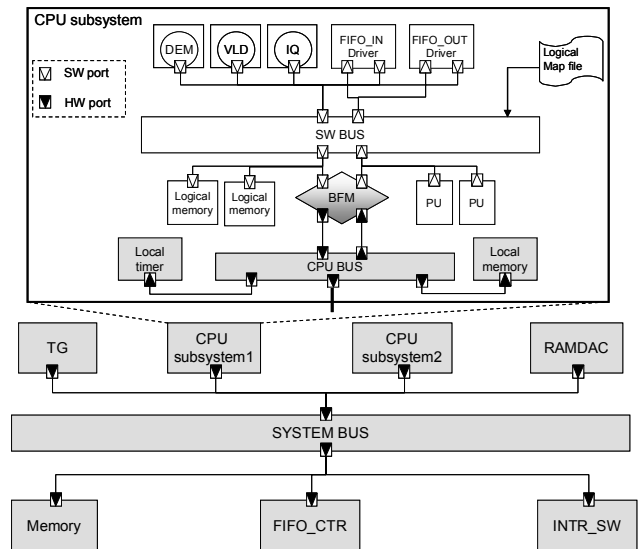 CPU subsystem
SW port
HW port
DEM
VLD
IQ
FIFO_IN
Driver
FIFO_OUT
Driver
Logical
Map file
SW BUS
Logical
memory
Logical
memory
BFM
PU
PU
Local
timer
CPU BUS
Local
memory
TG
CPU
subsystem1
CPU
subsystem2
RAMDAC
SYSTEM BUS
Memory
FIFO_CTR
INTR_SW